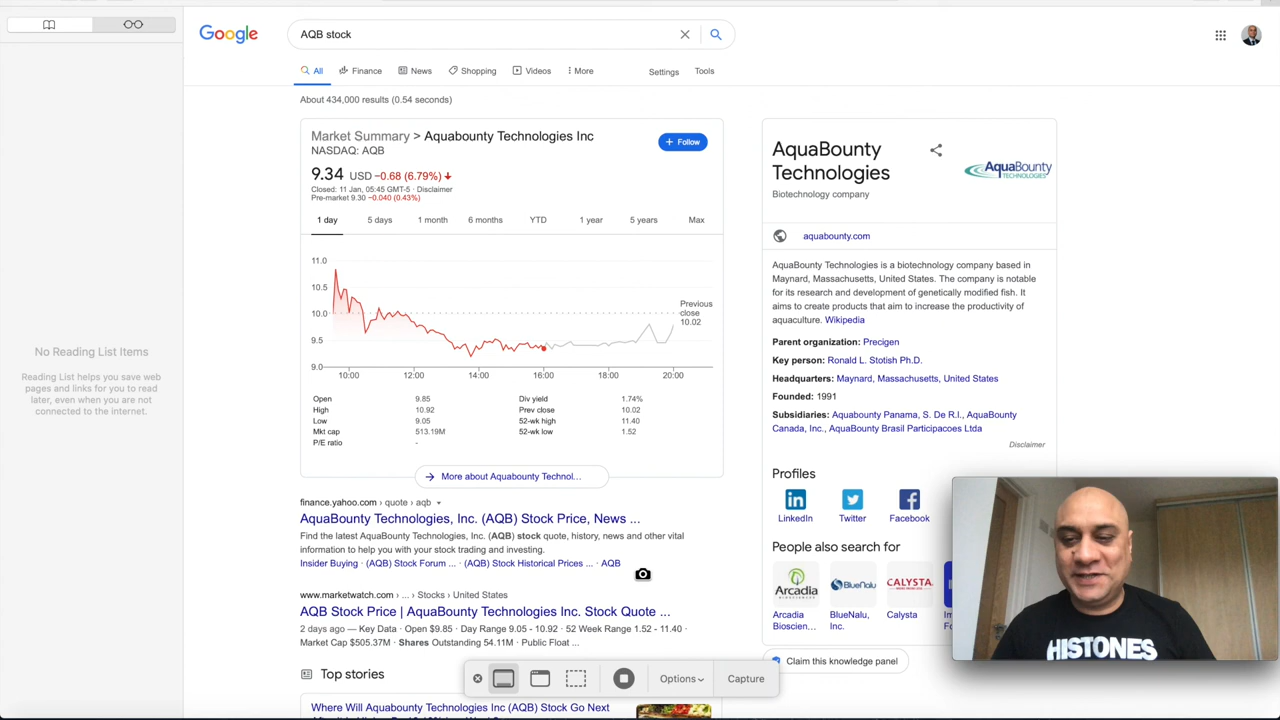 Google
AQB stock
All
Finance
News
Shopping
Videos
More
Settings
Tools
About 434,000 results (0.54 seconds)
Market Summary > Aquabounty Technologies Inc
NASDAQ: AQB
+ Follow
9.34 USD −0.68 (6.79%)
Closed: 11 Jan, 05:45 GMT-5 · Disclaimer
Pre-market 9.30 −0.040 (0.43%)
1 day
5 days
1 month
6 months
YTD
1 year
5 years
Max
11.0
10.5
10.0
9.5
9.0
Previous
close
10.02
10:00
12:00
14:00
16:00
18:00
20:00
Open 9.85
High 10.92
Low 9.05
Mkt cap 513.19M
P/E ratio -
Div yield 1.74%
Prev close 10.02
52-wk high 11.40
52-wk low 1.52
More about Aquabounty Technol...
finance.yahoo.com › quote › aqb
AquaBounty Technologies, Inc. (AQB) Stock Price, News ...
Find the latest AquaBounty Technologies, Inc. (AQB) stock quote, history, news and other vital
information to help you with your stock trading and investing.
Insider Buying · (AQB) Stock Forum ... · (AQB) Stock Historical Prices ... · AQB
www.marketwatch.com › ... › Stocks › United States
AQB Stock Price | AquaBounty Technologies Inc. Stock Quote ...
2 days ago — Key Data · Open $9.85 · Day Range 9.05 - 10.92 · 52 Week Range 1.52 - 11.40 ·
Market Cap $505.37M · Shares Outstanding 54.11M · Public Float ...
Top stories
Where Will Aquabounty Technologies Inc (AQB) Stock Go Next
No Reading List Items
Reading List helps you save web
pages and links for you to read
later, even when you are not
connected to the internet.
AquaBounty
Technologies
Biotechnology company
AquaBounty
TECHNOLOGIES
aquabounty.com
AquaBounty Technologies is a biotechnology company based in
Maynard, Massachusetts, United States. The company is notable
for its research and development of genetically modified fish. It
aims to create products that aim to increase the productivity of
aquaculture. Wikipedia
Parent organization: Precigen
Key person: Ronald L. Stotish Ph.D.
Headquarters: Maynard, Massachusetts, United States
Founded: 1991
Subsidiaries: Aquabounty Panama, S. De R.l., AquaBounty
Canada, Inc., AquaBounty Brasil Participacoes Ltda
Disclaimer
Profiles
LinkedIn
Twitter
Facebook
People also search for
Arcadia
BlueNalu
CALYSTA
Arcadia
Bioscien...
BlueNalu,
Inc.
Calysta
Claim this knowledge panel
HISTONES
Options
Capture